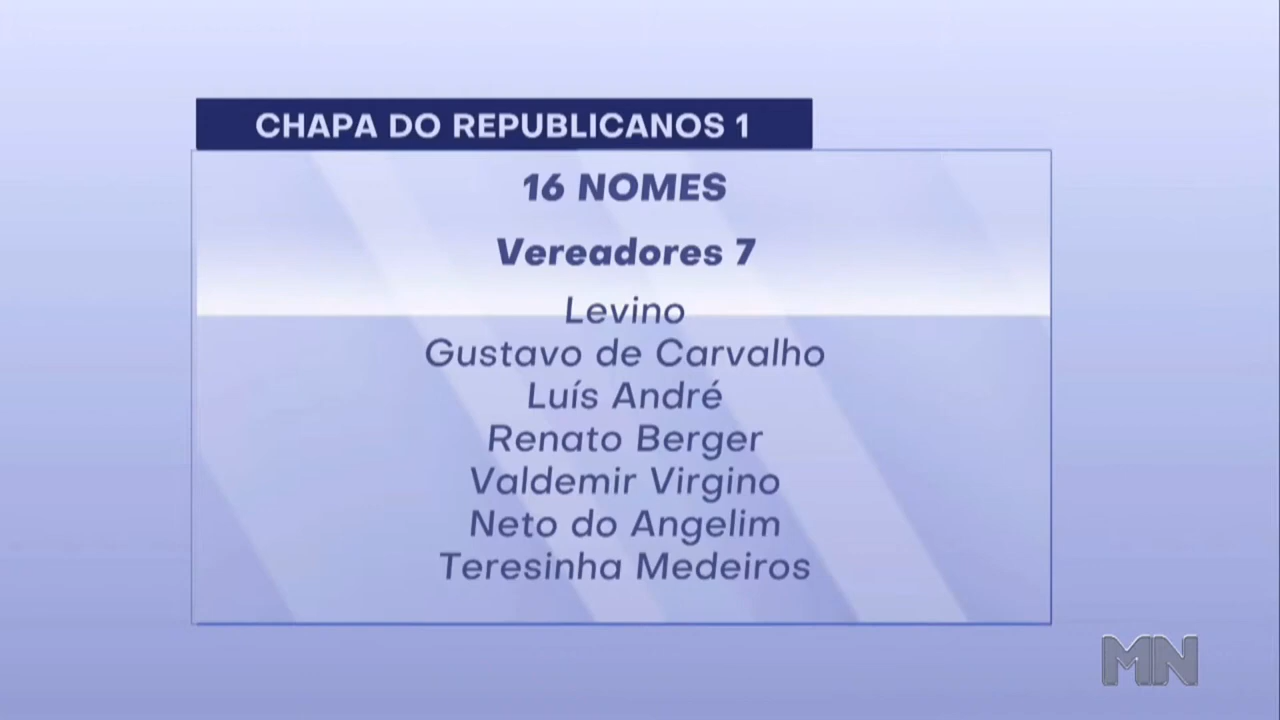 CHAPA DO REPUBLICANOS 1
16 NOMES
Vereadores 7
Levino
Gustavo de Carvalho
Luís André
Renato Berger
Valdemir Virgino
Neto do Angelim
Teresinha Medeiros
MN